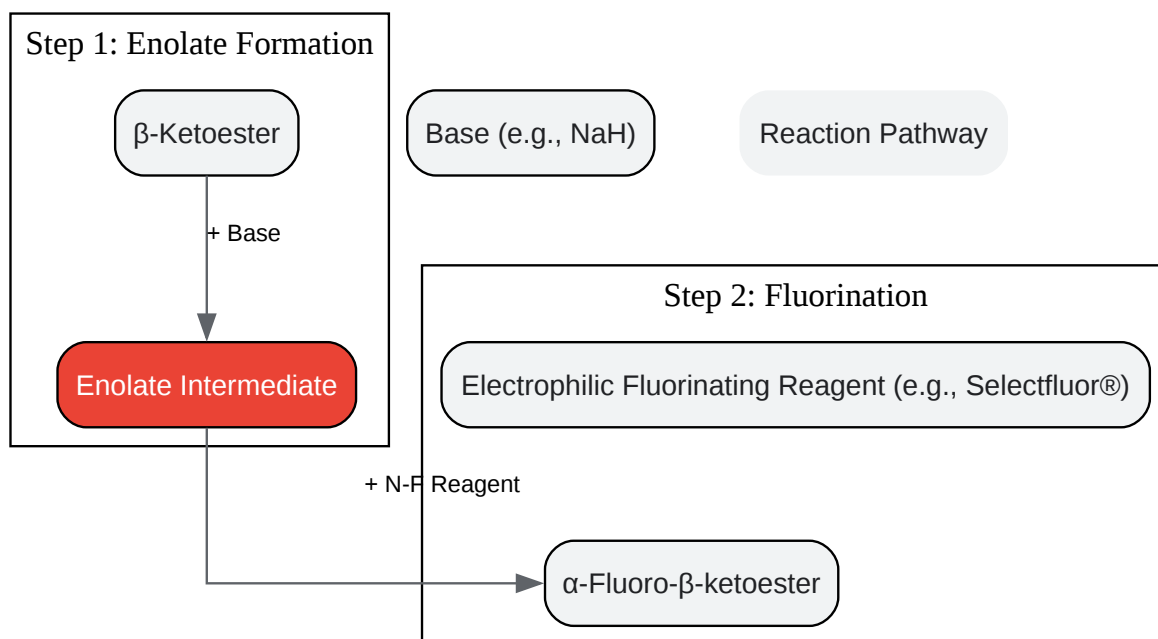 Step 1: Enolate Formation
β-Ketoester
Base (e.g., NaH)
Reaction Pathway
+ Base
Step 2: Fluorination
Enolate Intermediate
Electrophilic Fluorinating Reagent (e.g., Selectfluor®)
+ N-F Reagent
α-Fluoro-β-ketoester